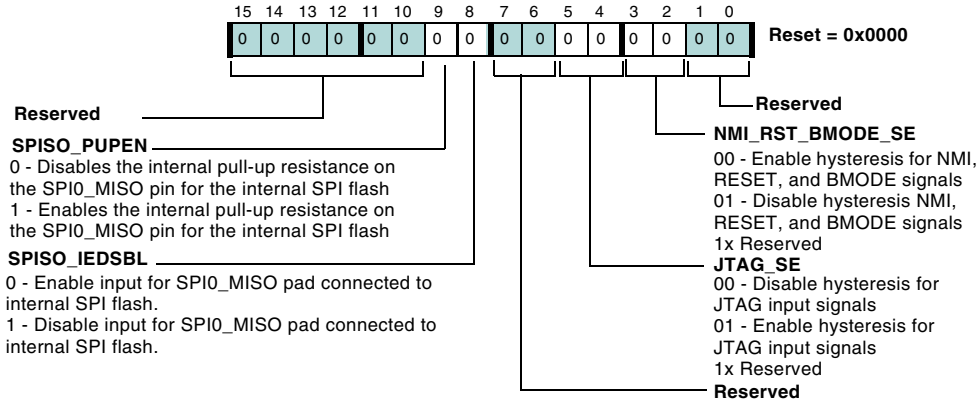 15 14 13 12 11 10 9 8 7 6 5 4 3 2 1 0
0 0 0 0 0 0 0 0 0 0 0 0 0 0 0 0
Reset = 0x0000
Reserved
SPISO_PUPEN
0 - Disables the internal pull-up resistance on
the SPI0_MISO pin for the internal SPI flash
1 - Enables the internal pull-up resistance on
the SPI0_MISO pin for the internal SPI flash
SPISO_IEDSBL
0 - Enable input for SPI0_MISO pad connected to
internal SPI flash.
1 - Disable input for SPI0_MISO pad connected to
internal SPI flash.
Reserved
NMI_RST_BMODE_SE
00 - Enable hysteresis for NMI,
RESET, and BMODE signals
01 - Disable hysteresis NMI,
RESET, and BMODE signals
1x Reserved
JTAG_SE
00 - Disable hysteresis for
JTAG input signals
01 - Enable hysteresis for
JTAG input signals
1x Reserved
Reserved